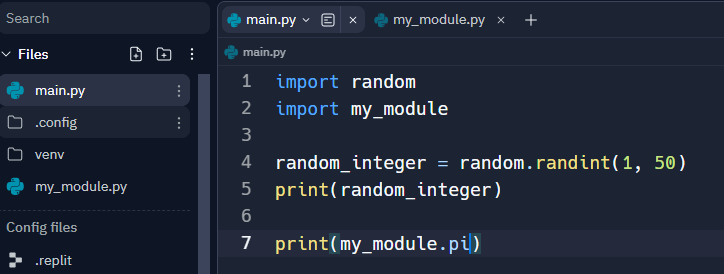 Search
Files
main.py
.config
venv
my_module.py
Config files
.replit
main.py my_module.py
main.py
1 import random
2 import my_module
3
4 random_integer = random.randint(1, 50)
5 print(random_integer)
6
7 print(my_module.pi)